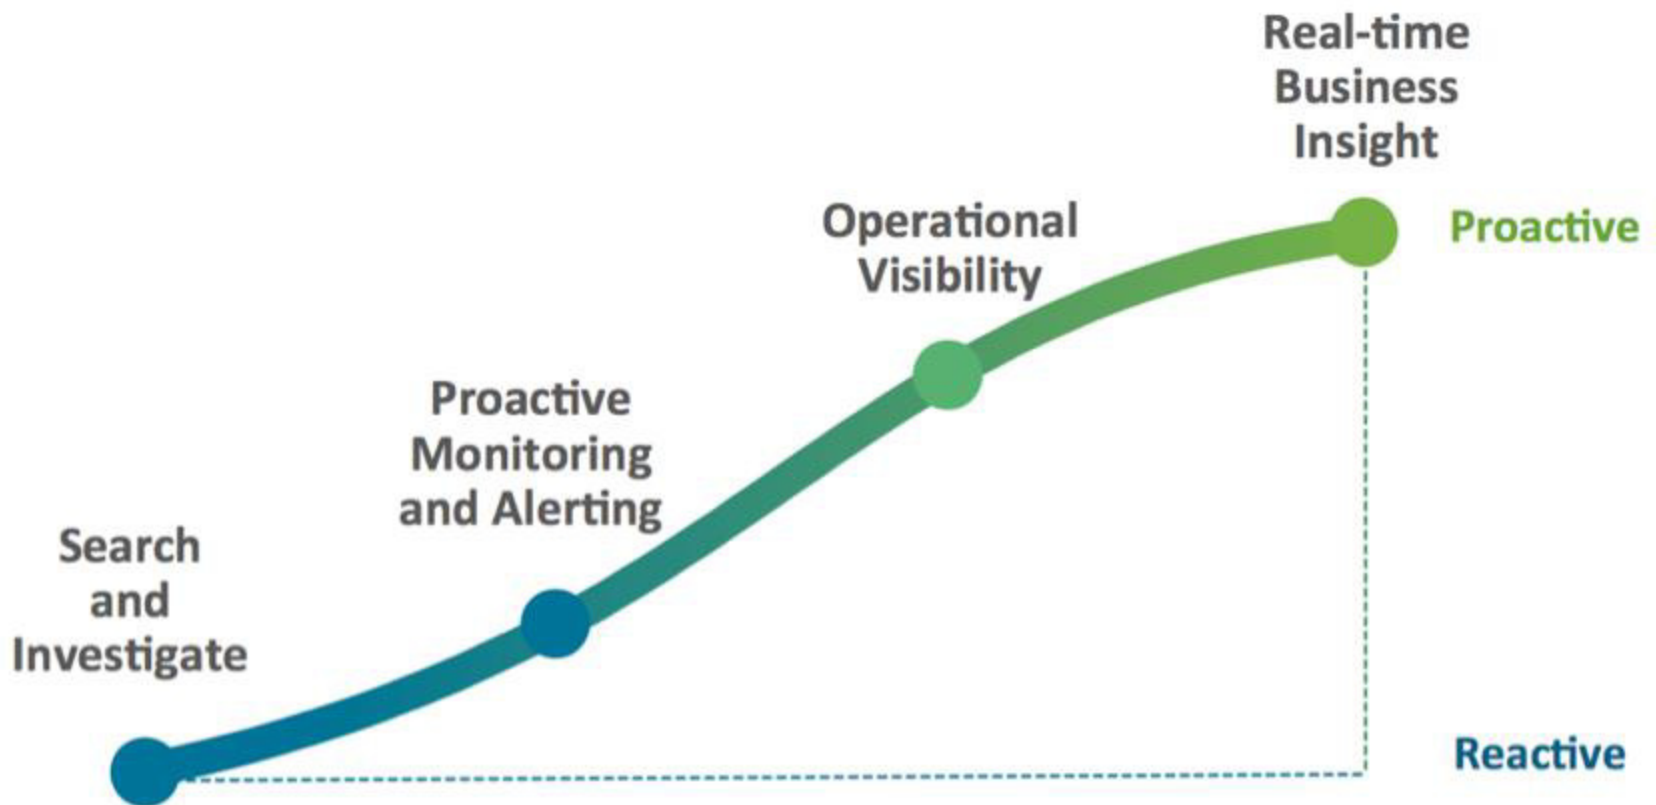 Real-time
Business
Insight
Proactive
Operational
Visibility
Proactive
Monitoring
and Alerting
Search
and
Investigate
Reactive